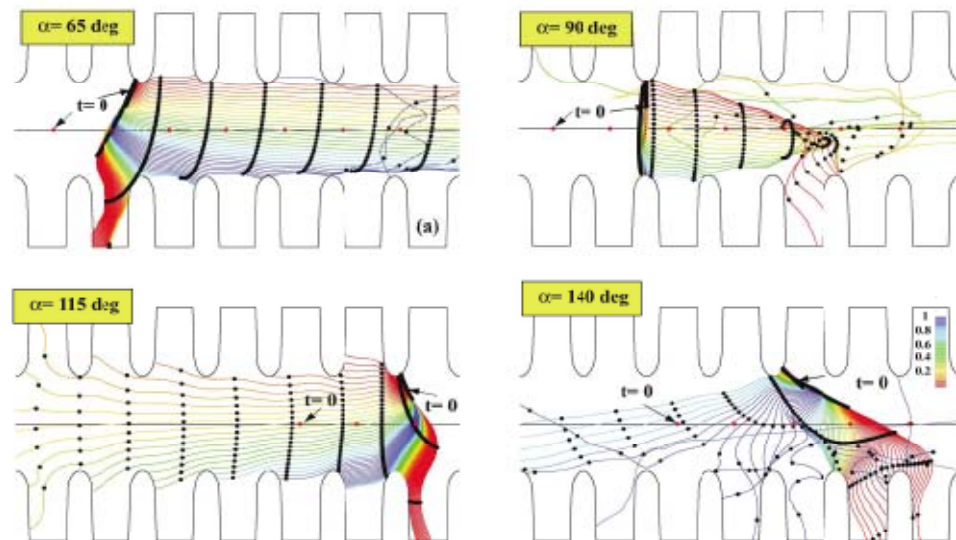 α= 65 deg
t= 0
(a)
α= 90 deg
t= 0
α= 115 deg
t= 0
t= 0
α= 140 deg
t= 0
t= 0
1
0.8
0.6
0.4
0.2